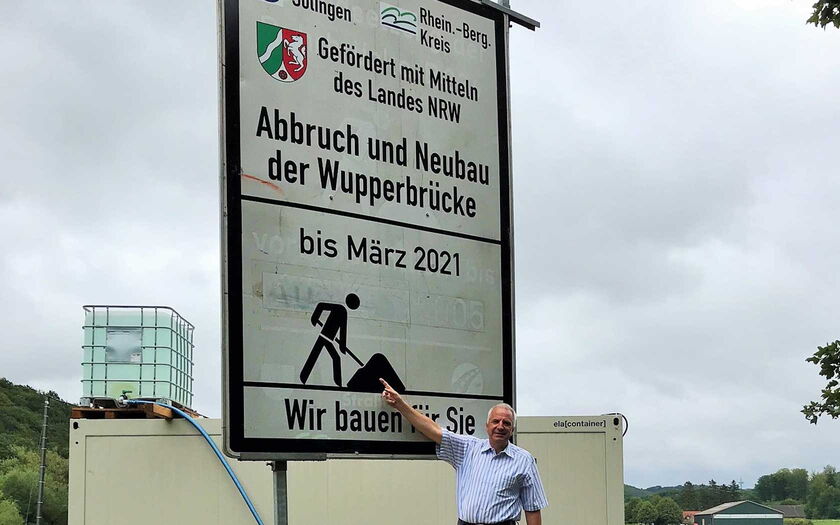 Solingen
Rhein.-Berg.
Kreis
Gefördert mit Mitteln
des Landes NRW
Abbruch und Neubau
der Wupperbrücke
bis März 2021
Wir bauen für Sie
ela[container]